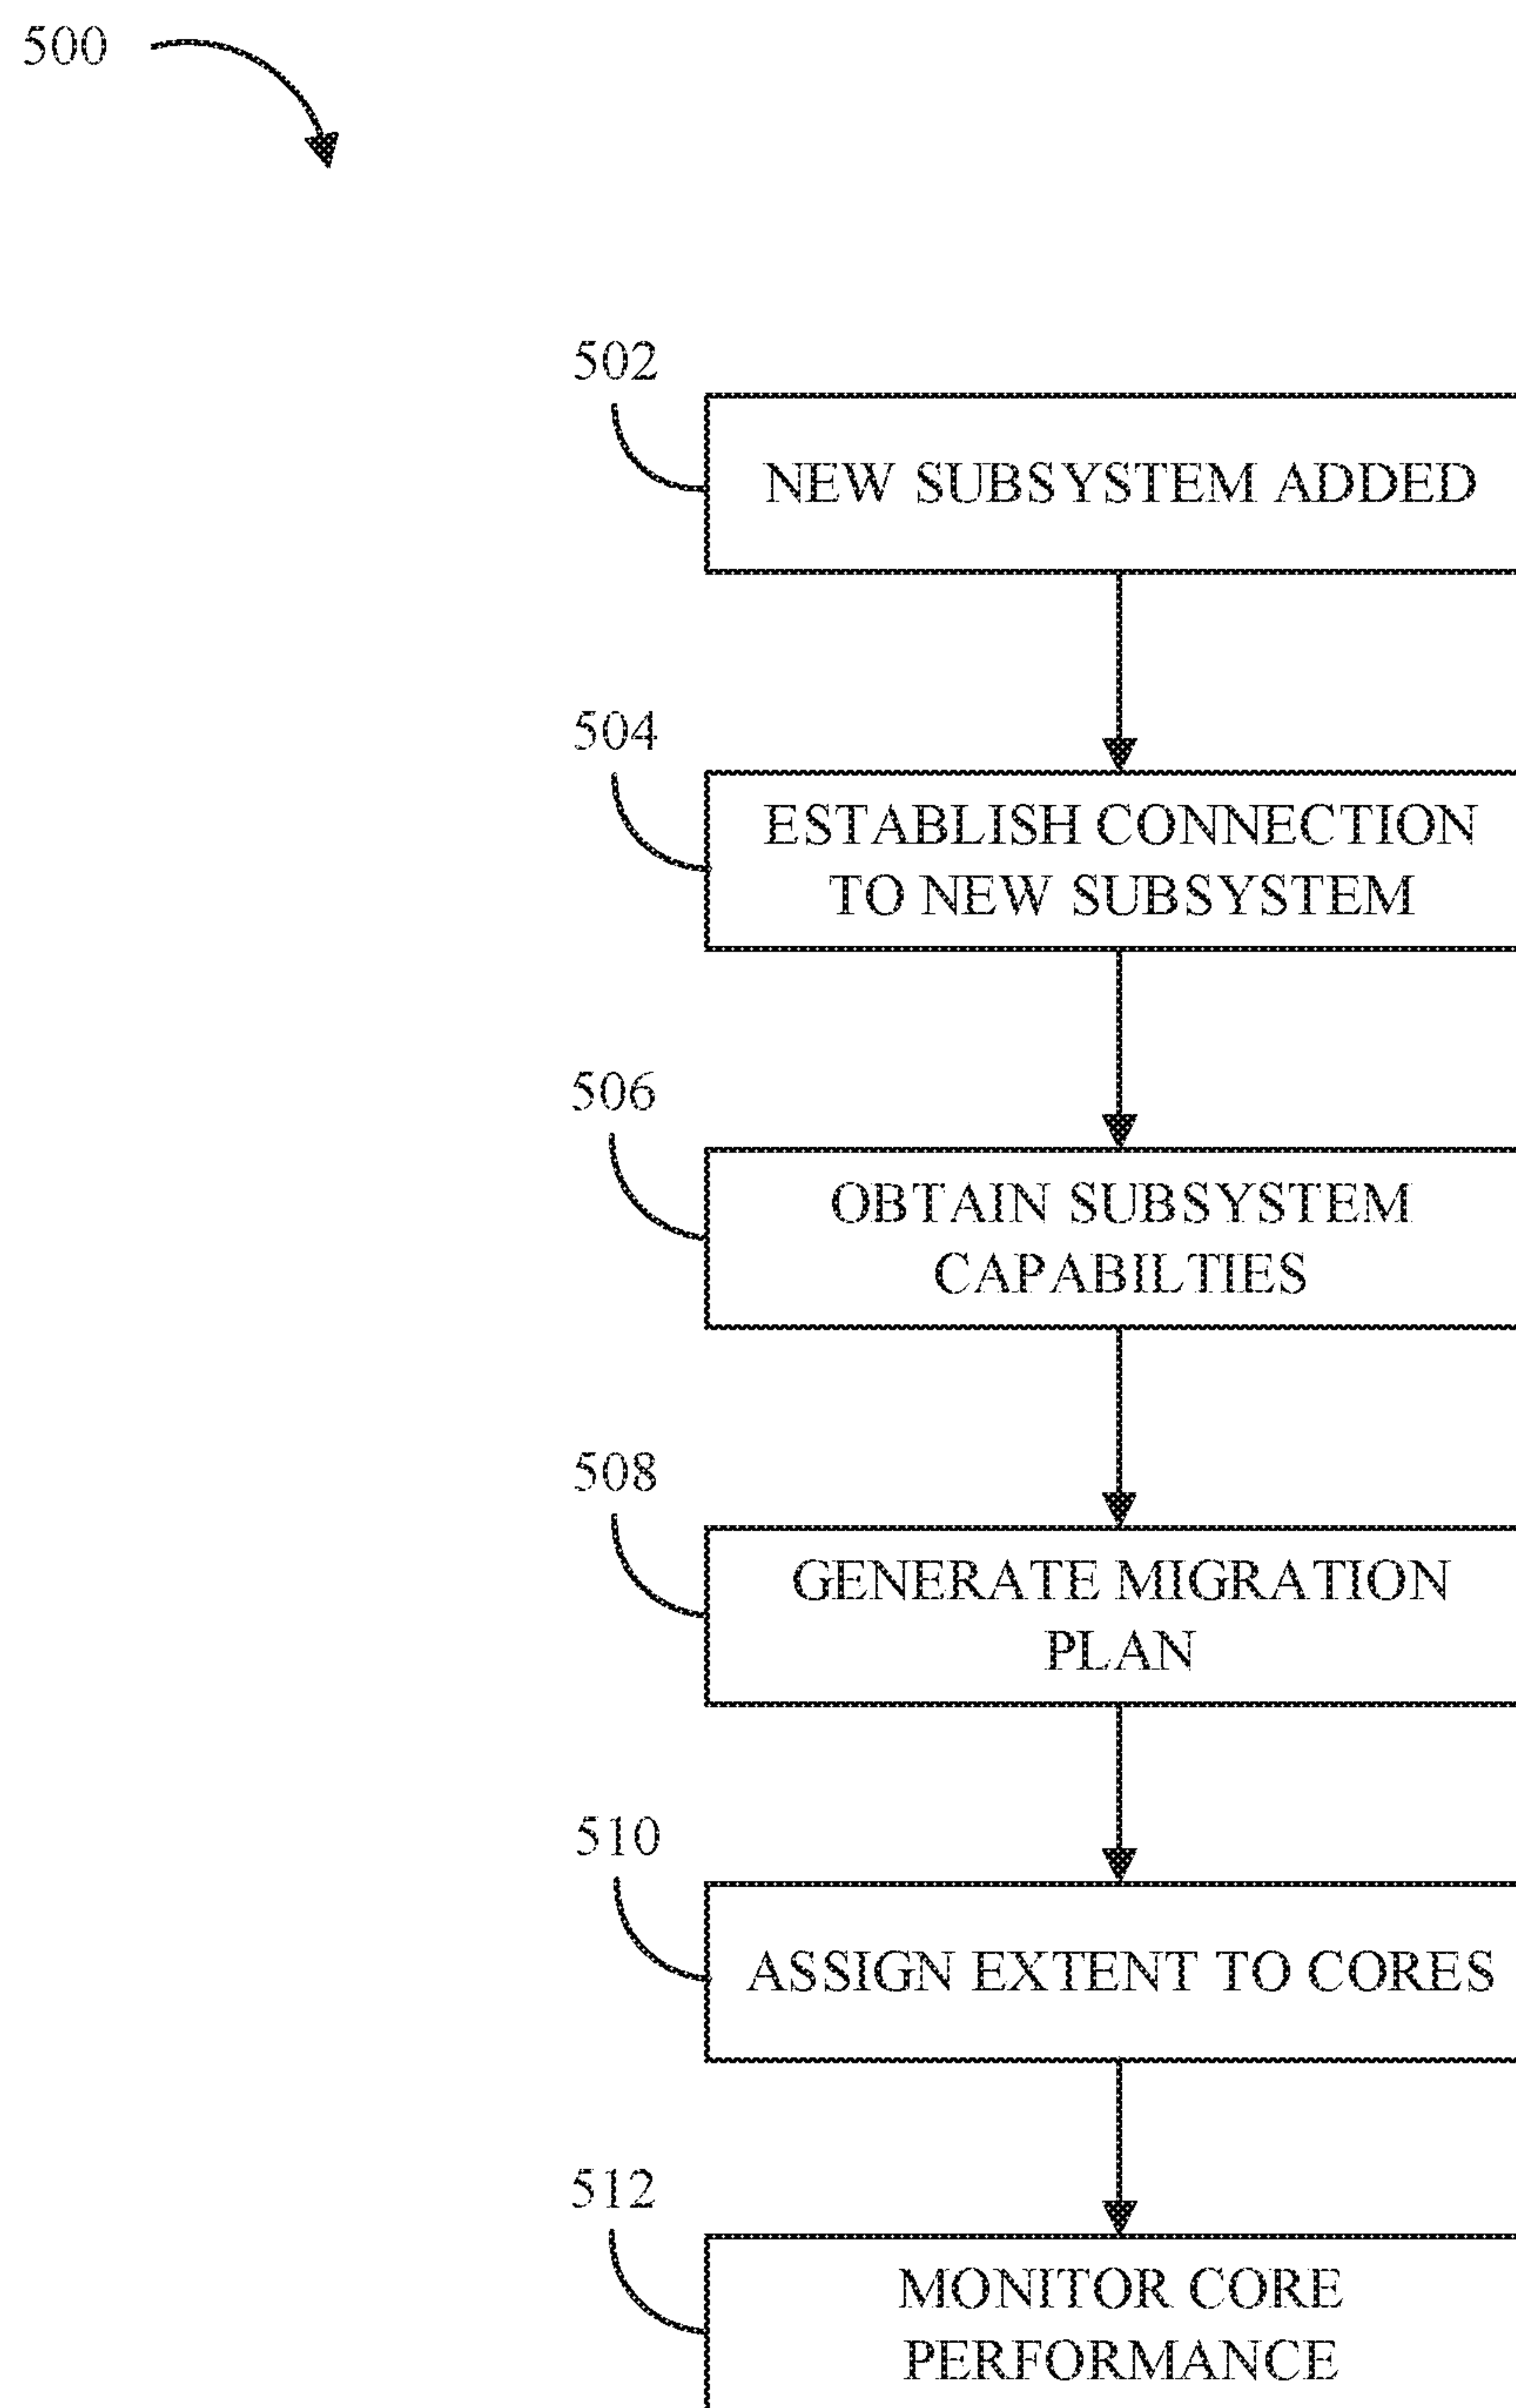 500
502
NEW SUBSYSTEM ADDED
504
ESTABLISH CONNECTION
TO NEW SUBSYSTEM
506
OBTAIN SUBSYSTEM
CAPABILTIES
508
GENERATE MIGRATION
PLAN
510
ASSIGN EXTENT TO CORES
512
MONITOR CORE
PERFORMANCE